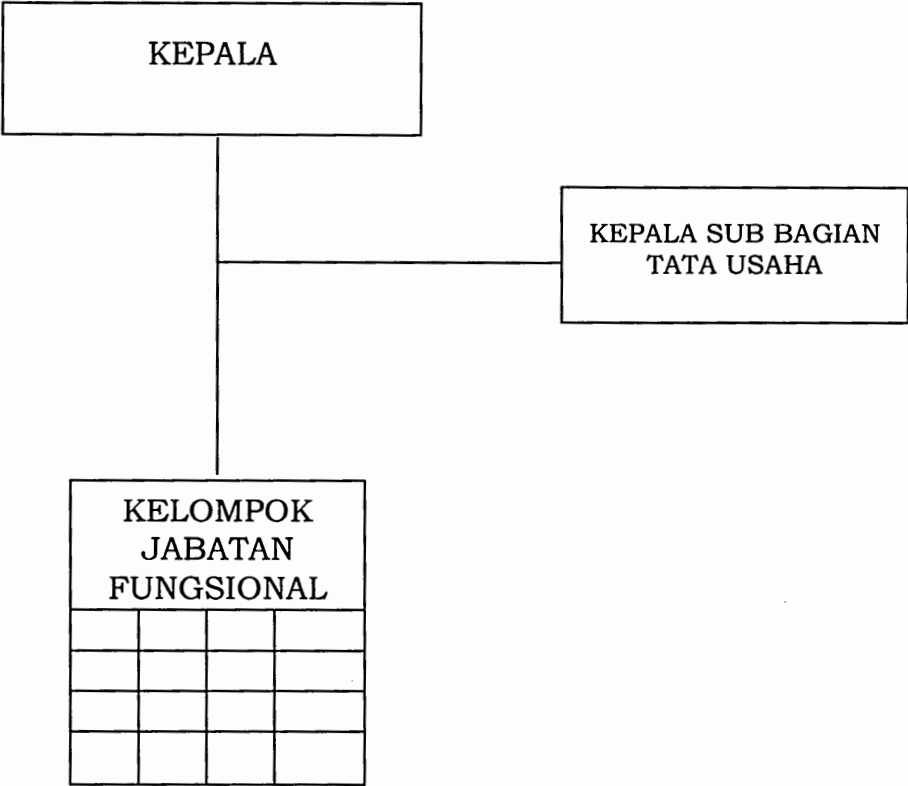 KEPALA
KEPALA SUB BAGIAN
TATA USAHA
KELOMPOK
JABATAN
FUNGSIONAL